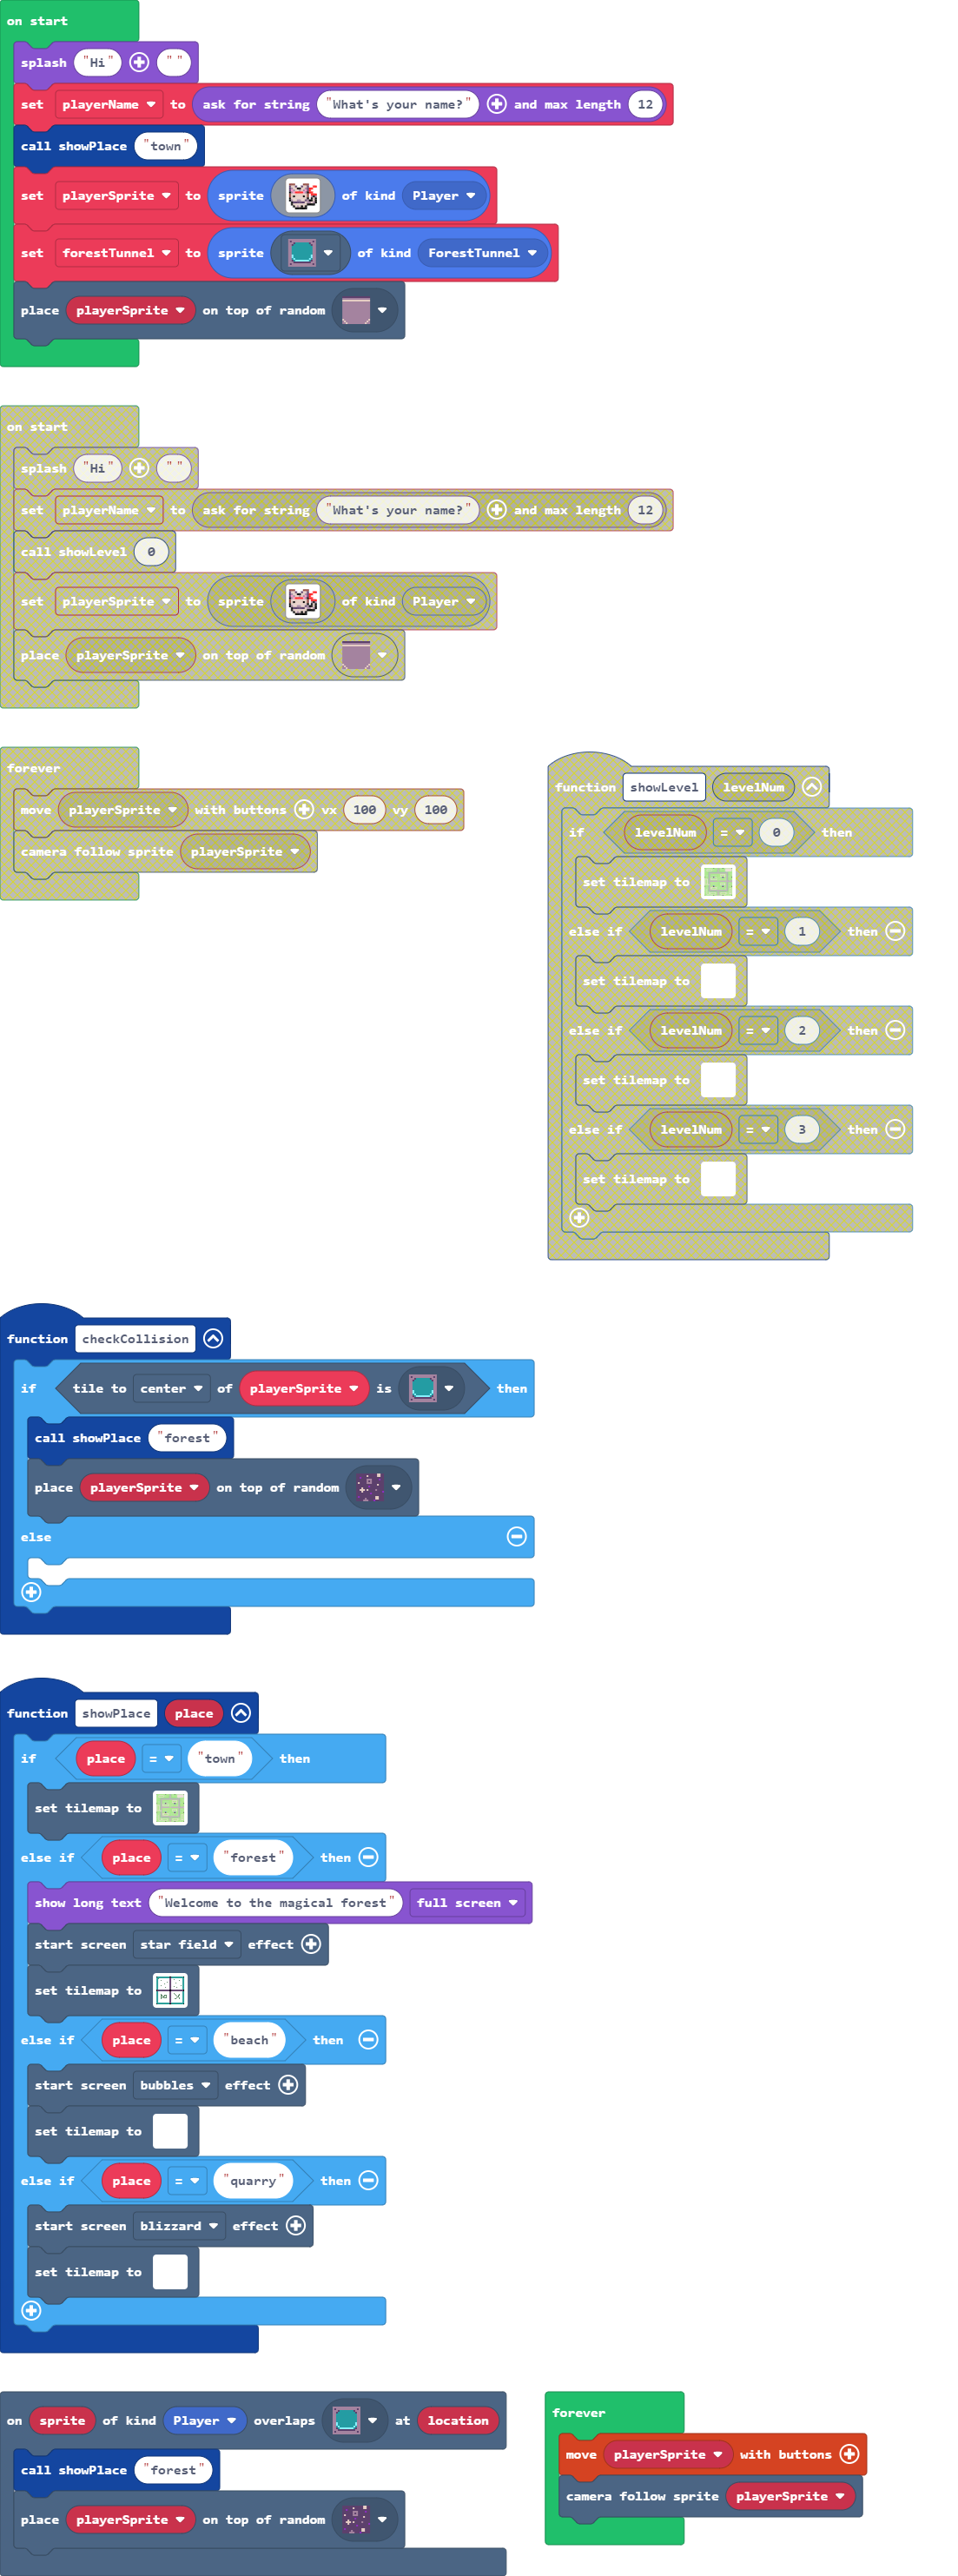 on start
splash "Hi" " "
set playerName to ask for string "What's your name?" and max length 12
call showPlace "town"
set playerSprite to sprite of kind Player
set forestTunnel to sprite of kind ForestTunnel
place playerSprite on top of random
on start
splash "Hi" " "
set playerName to ask for string "What's your name?" and max length 12
call showLevel 0
set playerSprite to sprite of kind Player
place playerSprite on top of random
forever
move playerSprite with buttons vx 100 vy 100
camera follow sprite playerSprite
function showLevel levelNum
if levelNum = 0 then
set tilemap to
else if levelNum = 1 then
set tilemap to
else if levelNum = 2 then
set tilemap to
else if levelNum = 3 then
set tilemap to
function checkCollision
if tile to center of playerSprite is then
call showPlace "forest"
place playerSprite on top of random
else
function showPlace place
if place = "town" then
set tilemap to
else if place = "forest" then
show long text "Welcome to the magical forest" full screen
start screen star field effect
set tilemap to
else if place = "beach" then
start screen bubbles effect
set tilemap to
else if place = "quarry" then
start screen blizzard effect
set tilemap to
on sprite of kind Player overlaps at location
call showPlace "forest"
place playerSprite on top of random
forever
move playerSprite with buttons
camera follow sprite playerSprite